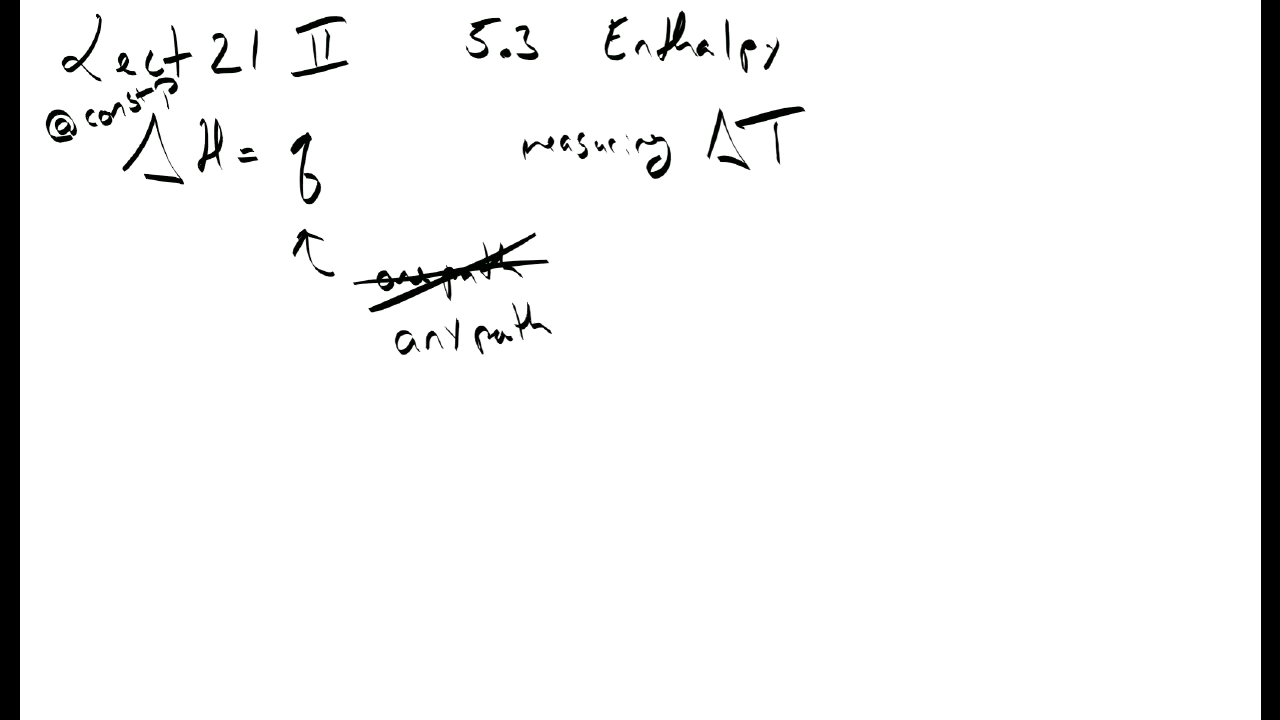 Lect 21 II 5.3 Enthalpy
@ const P
ΔH = q measuring ΔT
any path